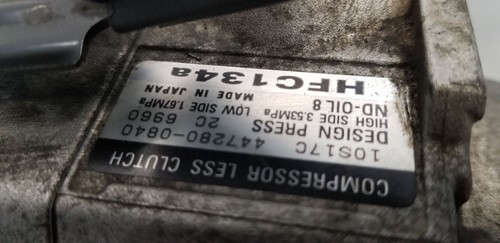 COMPRESSOR LESS CLUTCH
10S17C
447280-0840
2C 6960
DESIGN PRESS
HIGH SIDE 3.53MPa LOW SIDE 1.67MPa
ND-OIL 8
HFC134a
MADE IN JAPAN